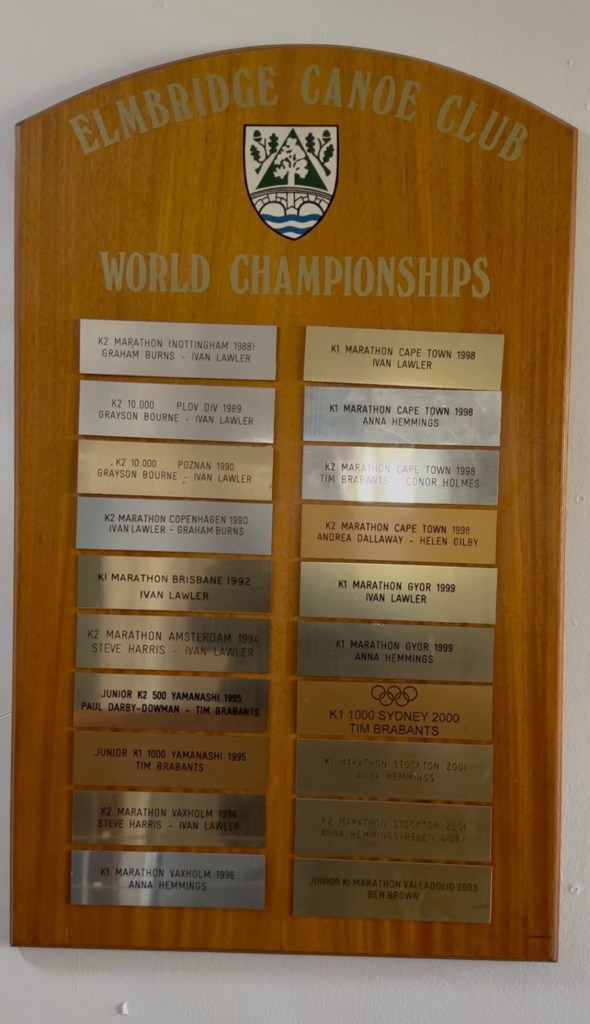 ELMBRIDGE CANOE CLUB
WORLD CHAMPIONSHIPS
K2 MARATHON (NOTTINGHAM 1988)
GRAHAM BURNS - IVAN LAWLER
K2 10.000 PLOV DIV 1989
GRAYSON BOURNE - IVAN LAWLER
K2 10.000 POZNAN 1990
GRAYSON BOURNE - IVAN LAWLER
K2 MARATHON COPENHAGEN 1990
IVAN LAWLER - GRAHAM BURNS
K1 MARATHON BRISBANE 1992
IVAN LAWLER
K2 MARATHON AMSTERDAM 1994
STEVE HARRIS - IVAN LAWLER
JUNIOR K2 500 YAMANASHI 1995
PAUL DARBY-DOWMAN - TIM BRABANTS
JUNIOR K1 1000 YAMANASHI 1995
TIM BRABANTS
K2 MARATHON VAXHOLM 1996
STEVE HARRIS - IVAN LAWLER
K1 MARATHON VAXHOLM 1996
ANNA HEMMINGS
K1 MARATHON CAPE TOWN 1998
IVAN LAWLER
K1 MARATHON CAPE TOWN 1998
ANNA HEMMINGS
K2 MARATHON CAPE TOWN 1998
TIM BRABANTS - CONOR HOLMES
K2 MARATHON CAPE TOWN 1998
ANDREA DALLAWAY - HELEN GILBY
K1 MARATHON GYOR 1999
IVAN LAWLER
K1 MARATHON GYOR 1999
ANNA HEMMINGS
K1 1000 SYDNEY 2000
TIM BRABANTS
K1 MARATHON STOCKTON 2001
ANNA HEMMINGS
K2 MARATHON STOCKTON 2001
ANNA HEMMINGS-HELEN GILBY
JUNIOR K1 MARATHON VALLADOLID 2003
BEN BROWN